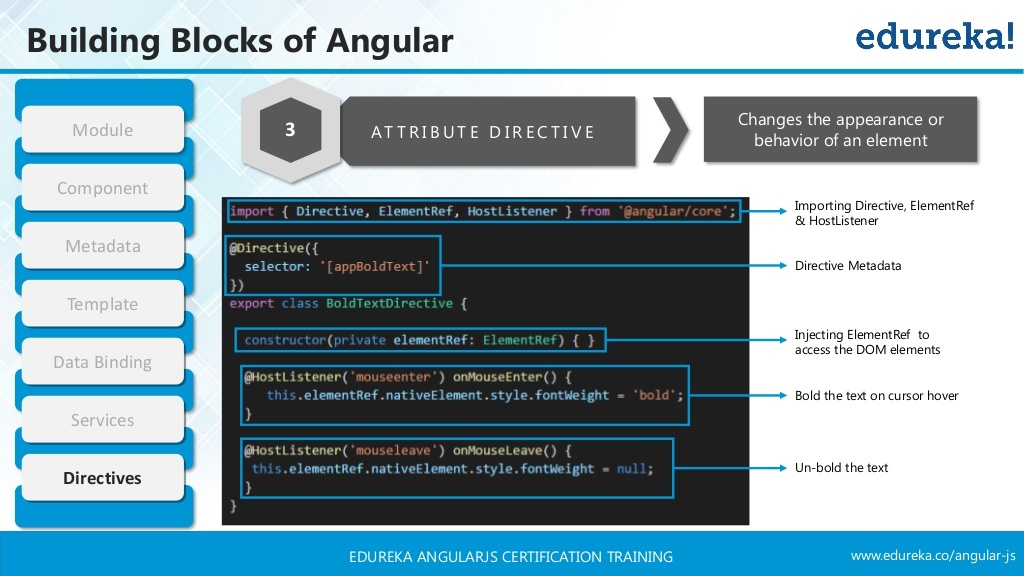 Building Blocks of Angular
edureka!
Module
Component
Metadata
Template
Data Binding
Services
Directives
3
ATTRIBUTE DIRECTIVE
Changes the appearance or
behavior of an element
import { Directive, ElementRef, HostListener } from '@angular/core';
@Directive({
selector: '[appBoldText]'
})
export class BoldTextDirective {
constructor(private elementRef: ElementRef) { }
@HostListener('mouseenter') onMouseEnter() {
this.elementRef.nativeElement.style.fontWeight = 'bold';
}
@HostListener('mouseleave') onMouseLeave() {
this.elementRef.nativeElement.style.fontWeight = null;
}
}
Importing Directive, ElementRef
& HostListener
Directive Metadata
Injecting ElementRef to
access the DOM elements
Bold the text on cursor hover
Un-bold the text
EDUREKA ANGULARJS CERTIFICATION TRAINING
www.edureka.co/angular-js